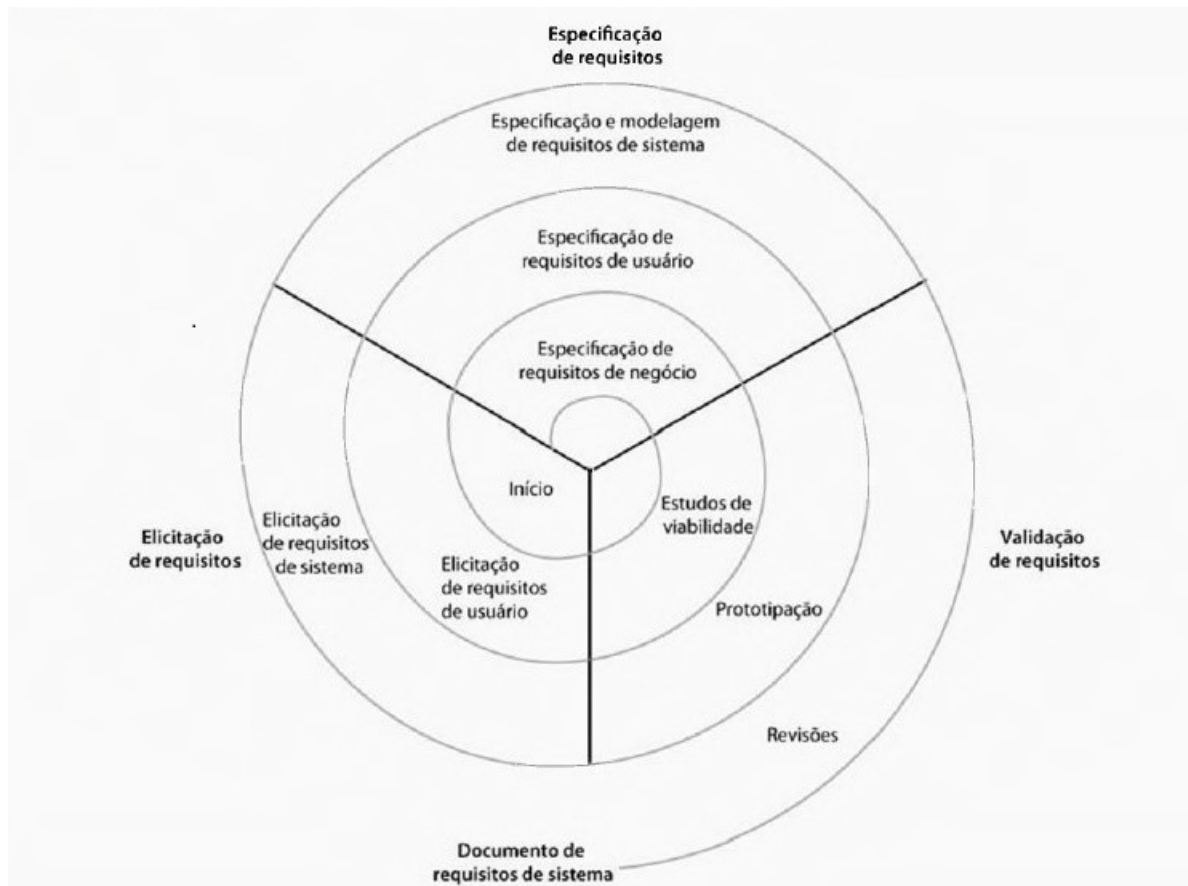 Especificação
de requisitos
Especificação e modelagem
de requisitos de sistema
Especificação de
requisitos de usuário
Especificação de
requisitos de negócio
Início
Estudos de
viabilidade
Elicitação
de requisitos
Elicitação
de requisitos
de sistema
Elicitação
de requisitos
de usuário
Validação
de requisitos
Prototipação
Revisões
Documento de
requisitos de sistema